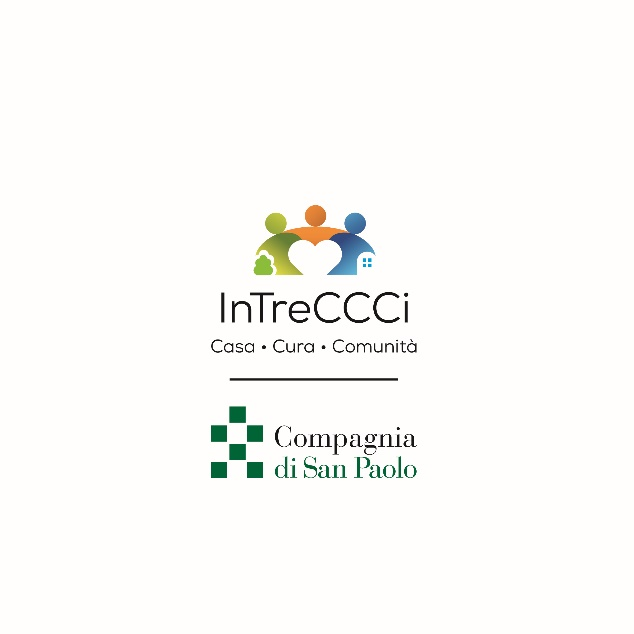 InTreCCCi
Casa • Cura • Comunità
Compagnia
di San Paolo